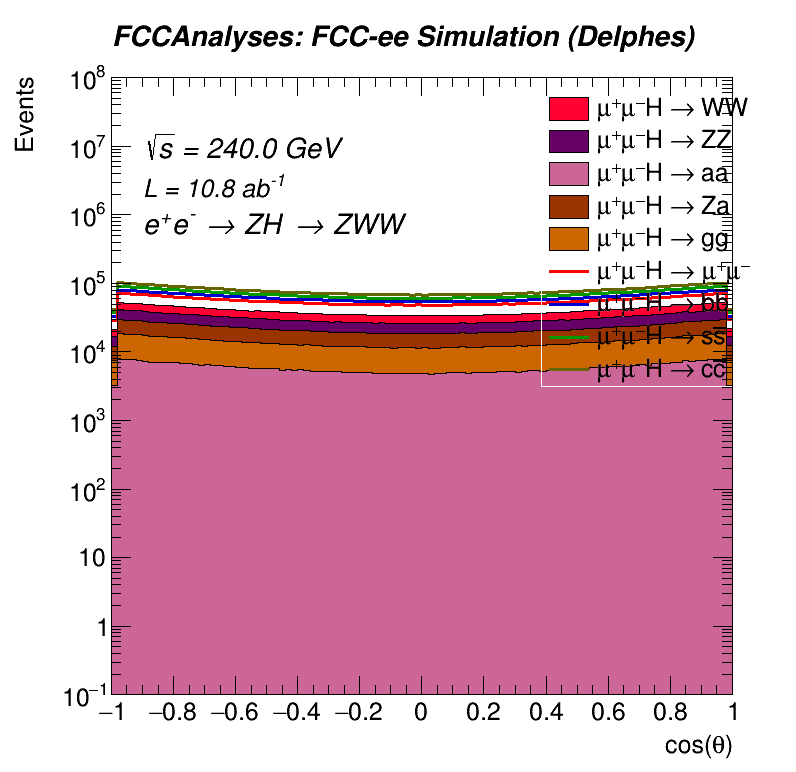 FCCAnalyses: FCC-ee Simulation (Delphes)
Events
10⁸
10⁷
10⁶
10⁵
10⁴
10³
10²
10
1
10⁻¹
√s = 240.0 GeV
L = 10.8 ab⁻¹
e⁺e⁻ → ZH → ZWW
μ⁺μ⁻H → WW
μ⁺μ⁻H → ZZ
μ⁺μ⁻H → aa
μ⁺μ⁻H → Za
μ⁺μ⁻H → gg
μ⁺μ⁻H → μ⁺μ⁻
μ⁺μ⁻H → bb
μ⁺μ⁻H → ss
μ⁺μ⁻H → cc
−1 −0.8 −0.6 −0.4 −0.2 0 0.2 0.4 0.6 0.8 1
cos(θ)